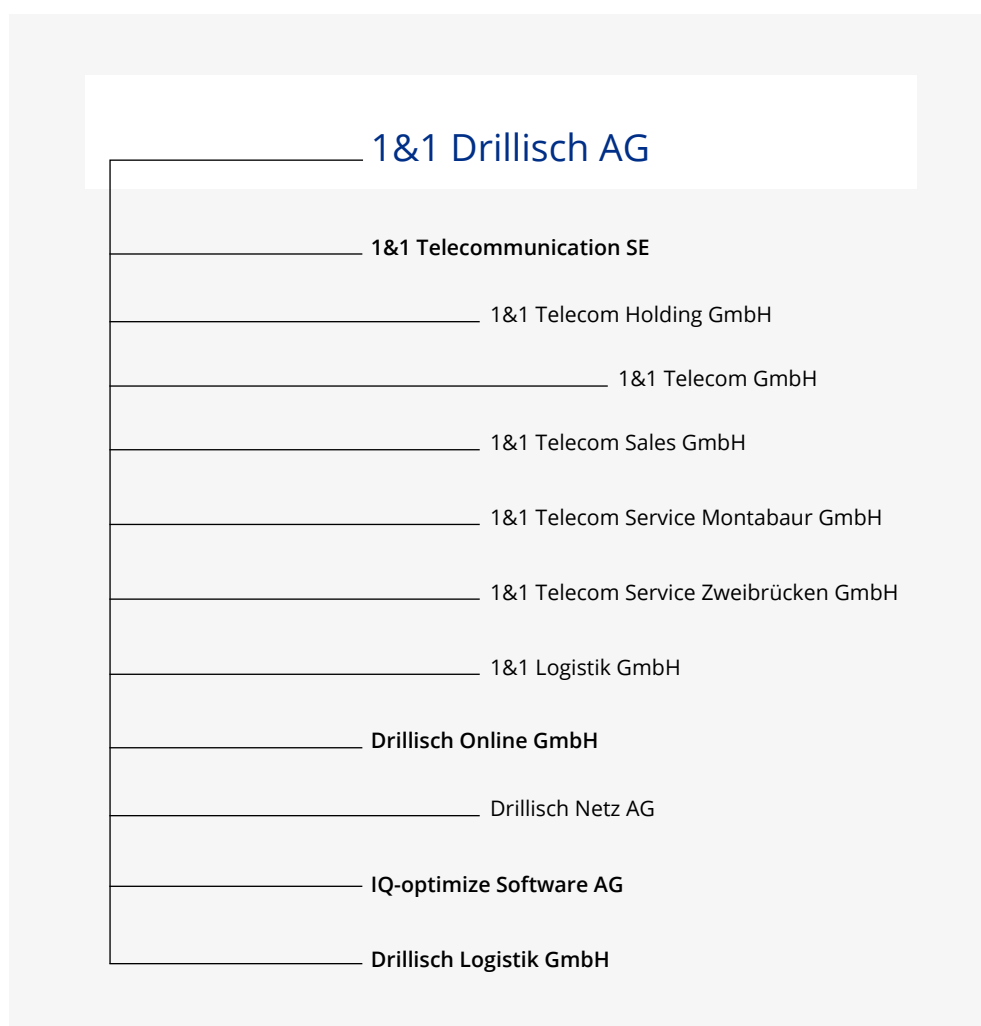 1&1 Drillisch AG
1&1 Telecommunication SE
1&1 Telecom Holding GmbH
1&1 Telecom GmbH
1&1 Telecom Sales GmbH
1&1 Telecom Service Montabaur GmbH
1&1 Telecom Service Zweibrücken GmbH
1&1 Logistik GmbH
Drillisch Online GmbH
Drillisch Netz AG
IQ-optimize Software AG
Drillisch Logistik GmbH